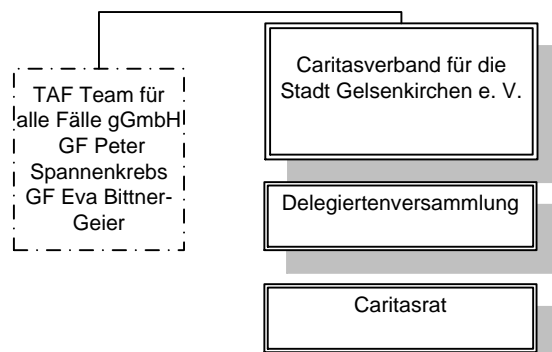 TAF Team für
alle Fälle gGmbH
GF Peter
Spannenkrebs
GF Eva Bittner-
Geier
Caritasverband für die
Stadt Gelsenkirchen e. V.
Delegiertenversammlung
Caritasrat